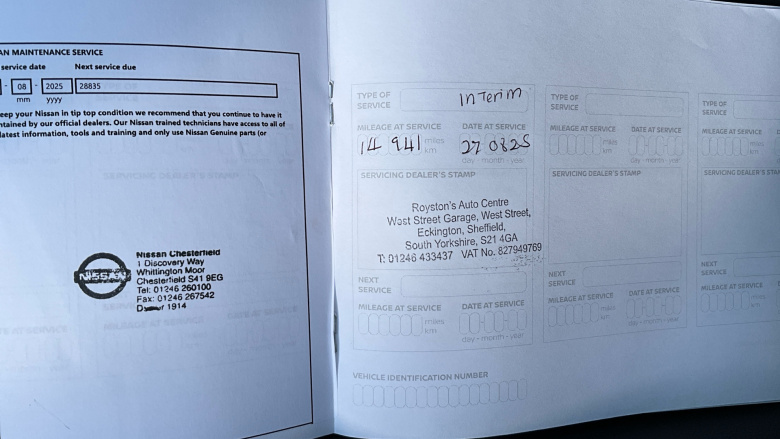 AN MAINTENANCE SERVICE
service date Next service due
- 08 - 2025 28835
mm yyyy
eep your Nissan in tip top condition we recommend that you continue to have it
ntained by our official dealers. Our Nissan trained technicians have access to all of
latest information, tools and training and only use Nissan Genuine parts (or
NISSAN
Nissan Chesterfield
1 Discovery Way
Whittington Moor
Chesterfield S41 9EG
Tel: 01246 260100
Fax: 01246 267542
1914
TYPE OF
SERVICE
Interim
MILEAGE AT SERVICE DATE AT SERVICE
14 941 miles
km
27 08 25
day - month - year
SERVICING DEALER'S STAMP
Royston's Auto Centre
West Street Garage, West Street,
Eckington, Sheffield,
South Yorkshire, S21 4GA
T: 01246 433437 VAT No. 827949769
NEXT
SERVICE
MILEAGE AT SERVICE DATE AT SERVICE
miles
km
day - month - year
VEHICLE IDENTIFICATION NUMBER
TYPE OF
SERVICE
MILEAGE AT SERVICE DATE AT SERVICE
miles
km
day - month - year
SERVICING DEALER'S STAMP
NEXT
SERVICE
MILEAGE AT SERVICE DATE AT SERVICE
miles
km
day - month - year
TYPE OF
SERVICE
MILEAGE AT SERVICE
miles
km
SERVICING DEALER'S STA
NEXT
SERVICE
MILEAGE AT SERVICE
miles
km